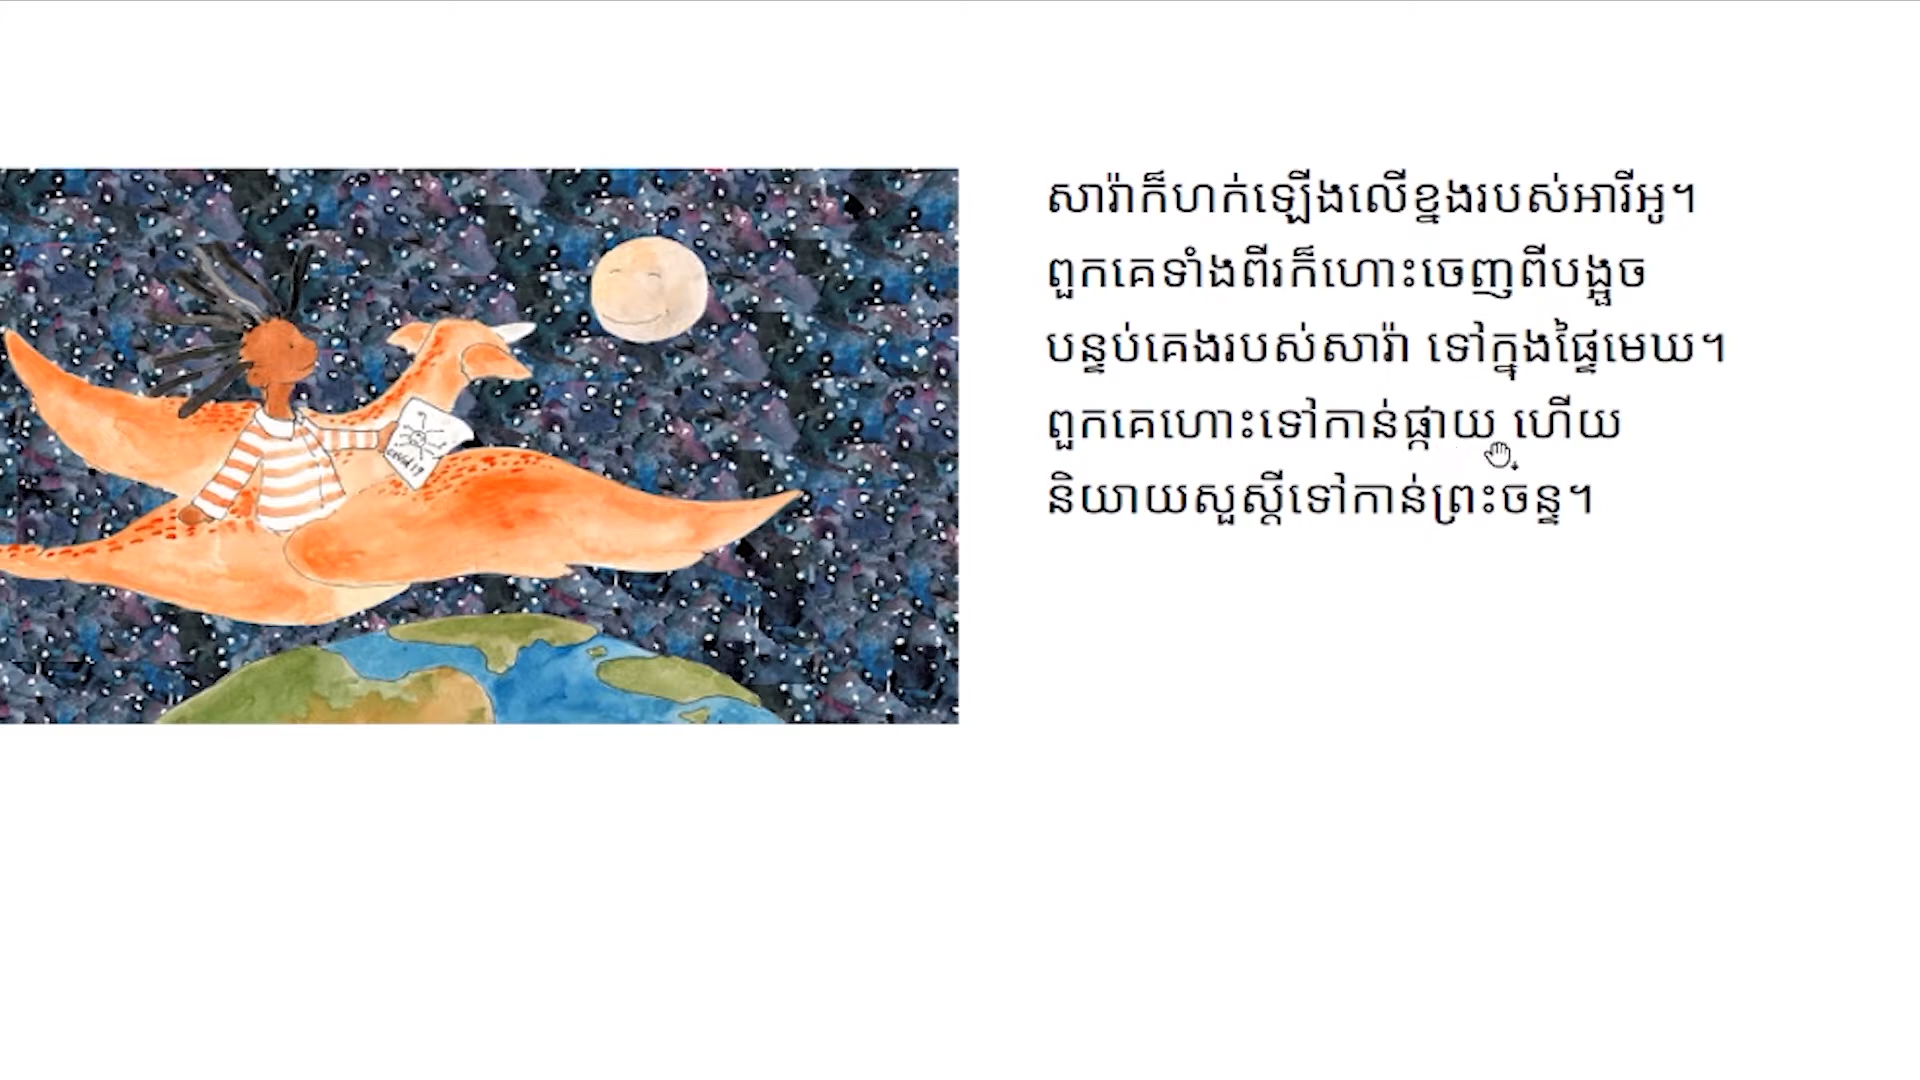 covid 19
សារ៉ាក៏ហក់ឡើងលើខ្នងរបស់អារីអូ។
ពួកគេទាំងពីរក៏ហោះចេញពីបង្អួច
បន្ទប់គេងរបស់សារ៉ា ទៅក្នុងផ្ទៃមេឃ។
ពួកគេហោះទៅកាន់ផ្កាយ ហើយ
និយាយសួស្តីទៅកាន់ព្រះចន្ទ។